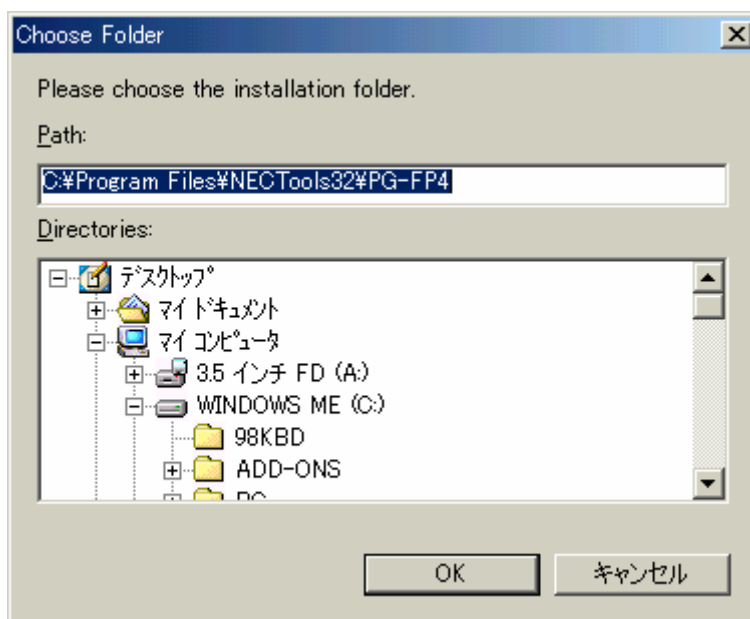 Choose Folder
Please choose the installation folder.
Path:
C:¥Program Files¥NECTools32¥PG-FP4
Directories:
デスクトップ
マイ ドキュメント
マイ コンピュータ
3.5 インチ FD (A:)
WINDOWS ME (C:)
98KBD
ADD-ONS
OK キャンセル